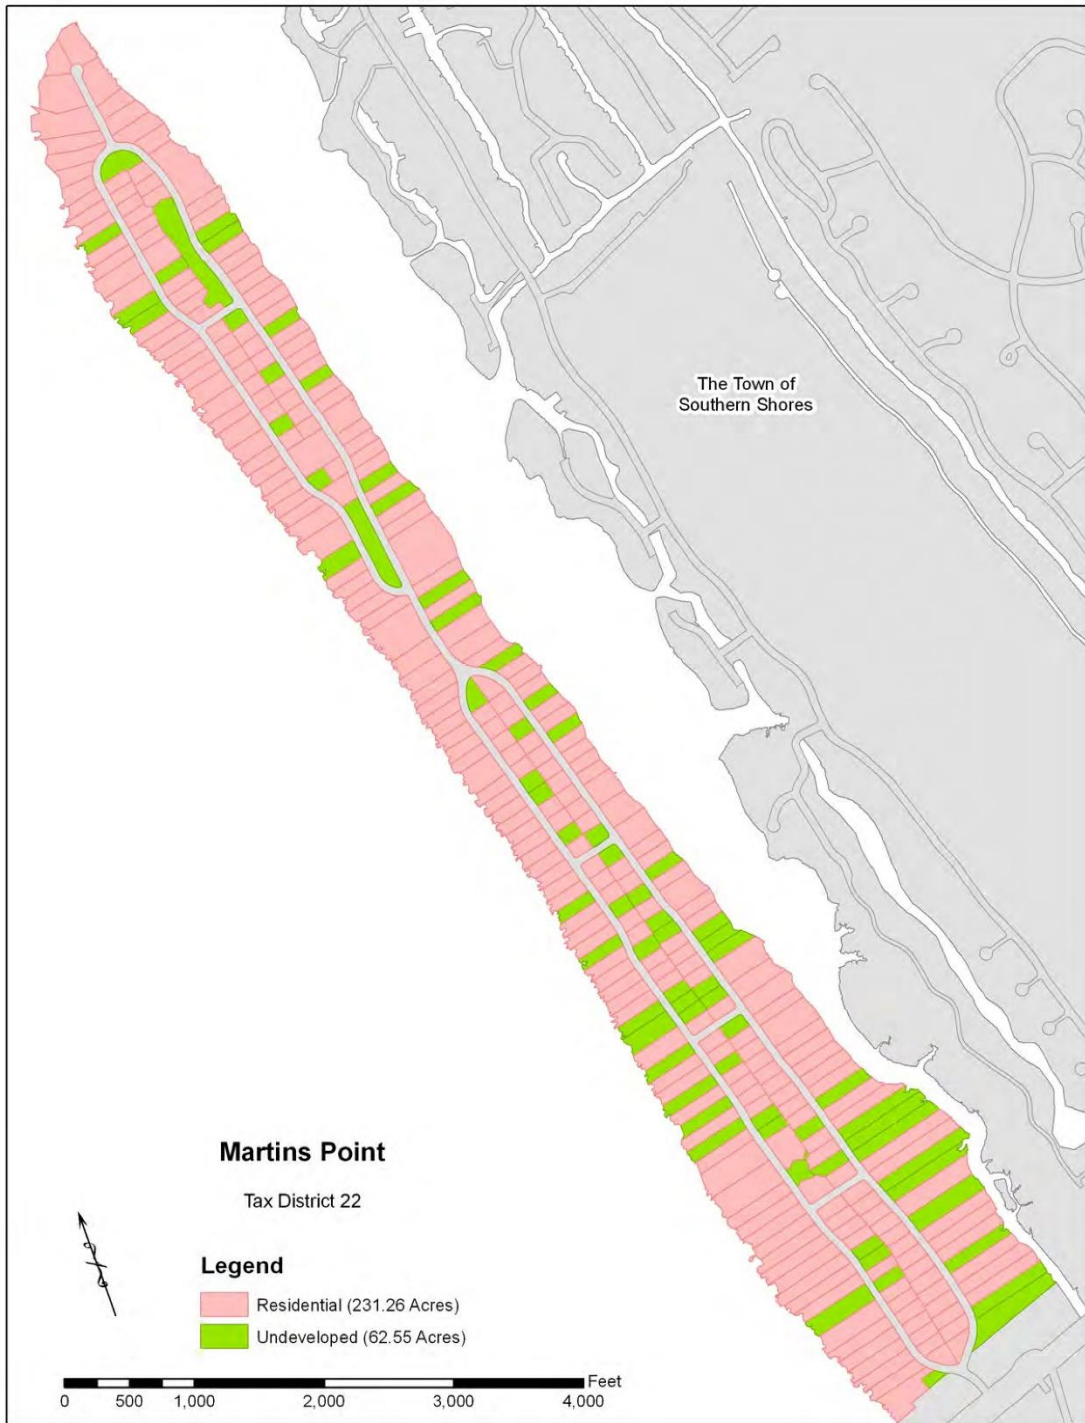 The Town of
Southern Shores
Martins Point
Tax District 22
Legend
Residential (231.26 Acres)
Undeveloped (62.55 Acres)
Feet
0 500 1,000 2,000 3,000 4,000